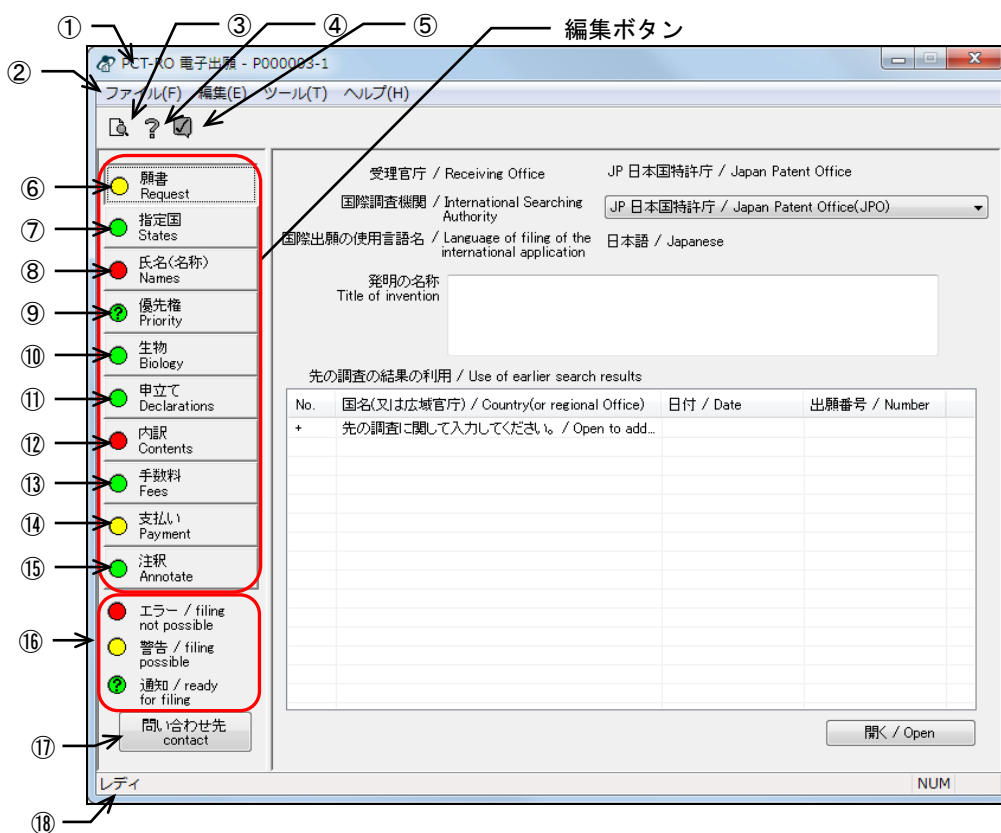 ① ③ ④ ⑤ 編集ボタン
② PCT-RO 電子出願 - P000003-1
ファイル(F) 編集(E) ツール(T) ヘルプ(H)
⑥ 願書
Request
⑦ 指定国
States
⑧ 氏名(名称)
Names
⑨ 優先権
Priority
⑩ 生物
Biology
⑪ 申立て
Declarations
⑫ 内訳
Contents
⑬ 手数料
Fees
⑭ 支払い
Payment
⑮ 注釈
Annotate
⑯ エラー / filing
not possible
警告 / filing
possible
通知 / ready
for filing
⑰ 問い合わせ先
contact
受理官庁 / Receiving Office JP 日本国特許庁 / Japan Patent Office
国際調査機関 / International Searching
Authority
JP 日本国特許庁 / Japan Patent Office(JPO)
国際出願の使用言語名 / Language of filing of the
international application
日本語 / Japanese
発明の名称
Title of invention
先の調査の結果の利用 / Use of earlier search results
No. 国名(又は広域官庁) / Country(or regional Office) 日付 / Date 出願番号 / Number
+ 先の調査に関して入力してください。 / Open to add...
開く / Open
レディ NUM
⑱